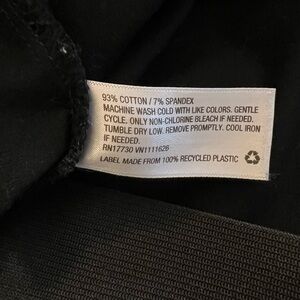 93% COTTON / 7% SPANDEX
MACHINE WASH COLD WITH LIKE COLORS. GENTLE
CYCLE. ONLY NON-CHLORINE BLEACH IF NEEDED.
TUMBLE DRY LOW. REMOVE PROMPTLY. COOL IRON
IF NEEDED.
RN17730 VN1111626
LABEL MADE FROM 100% RECYCLED PLASTIC